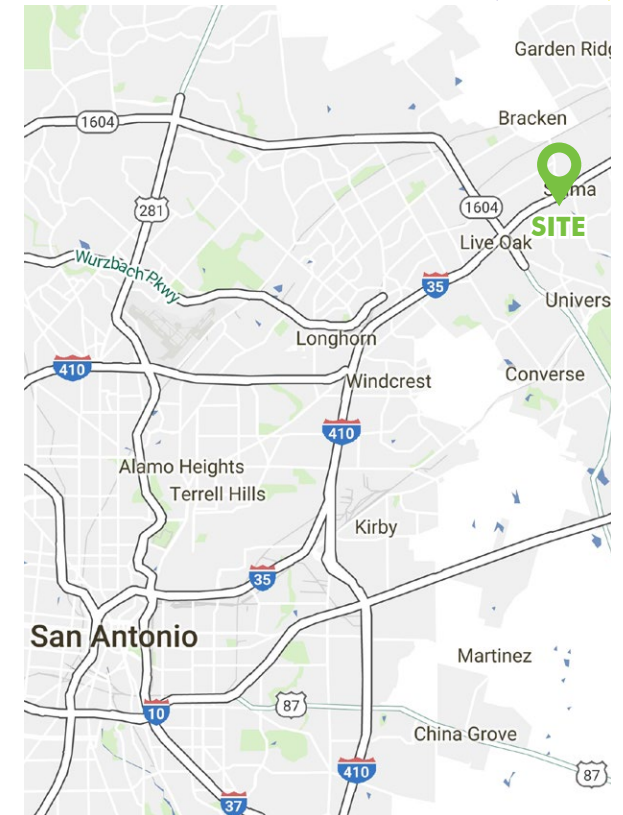 Garden Ridg
Bracken
1604
S ma
1604
281
SITE
Live Oak
Wurzbach Pkwy
35
Univers
Longhorn
410
Windcrest
Converse
410
Alamo Heights
Terrell Hills
Kirby
35
San Antonio
Martinez
87
10
China Grove
410
87
37